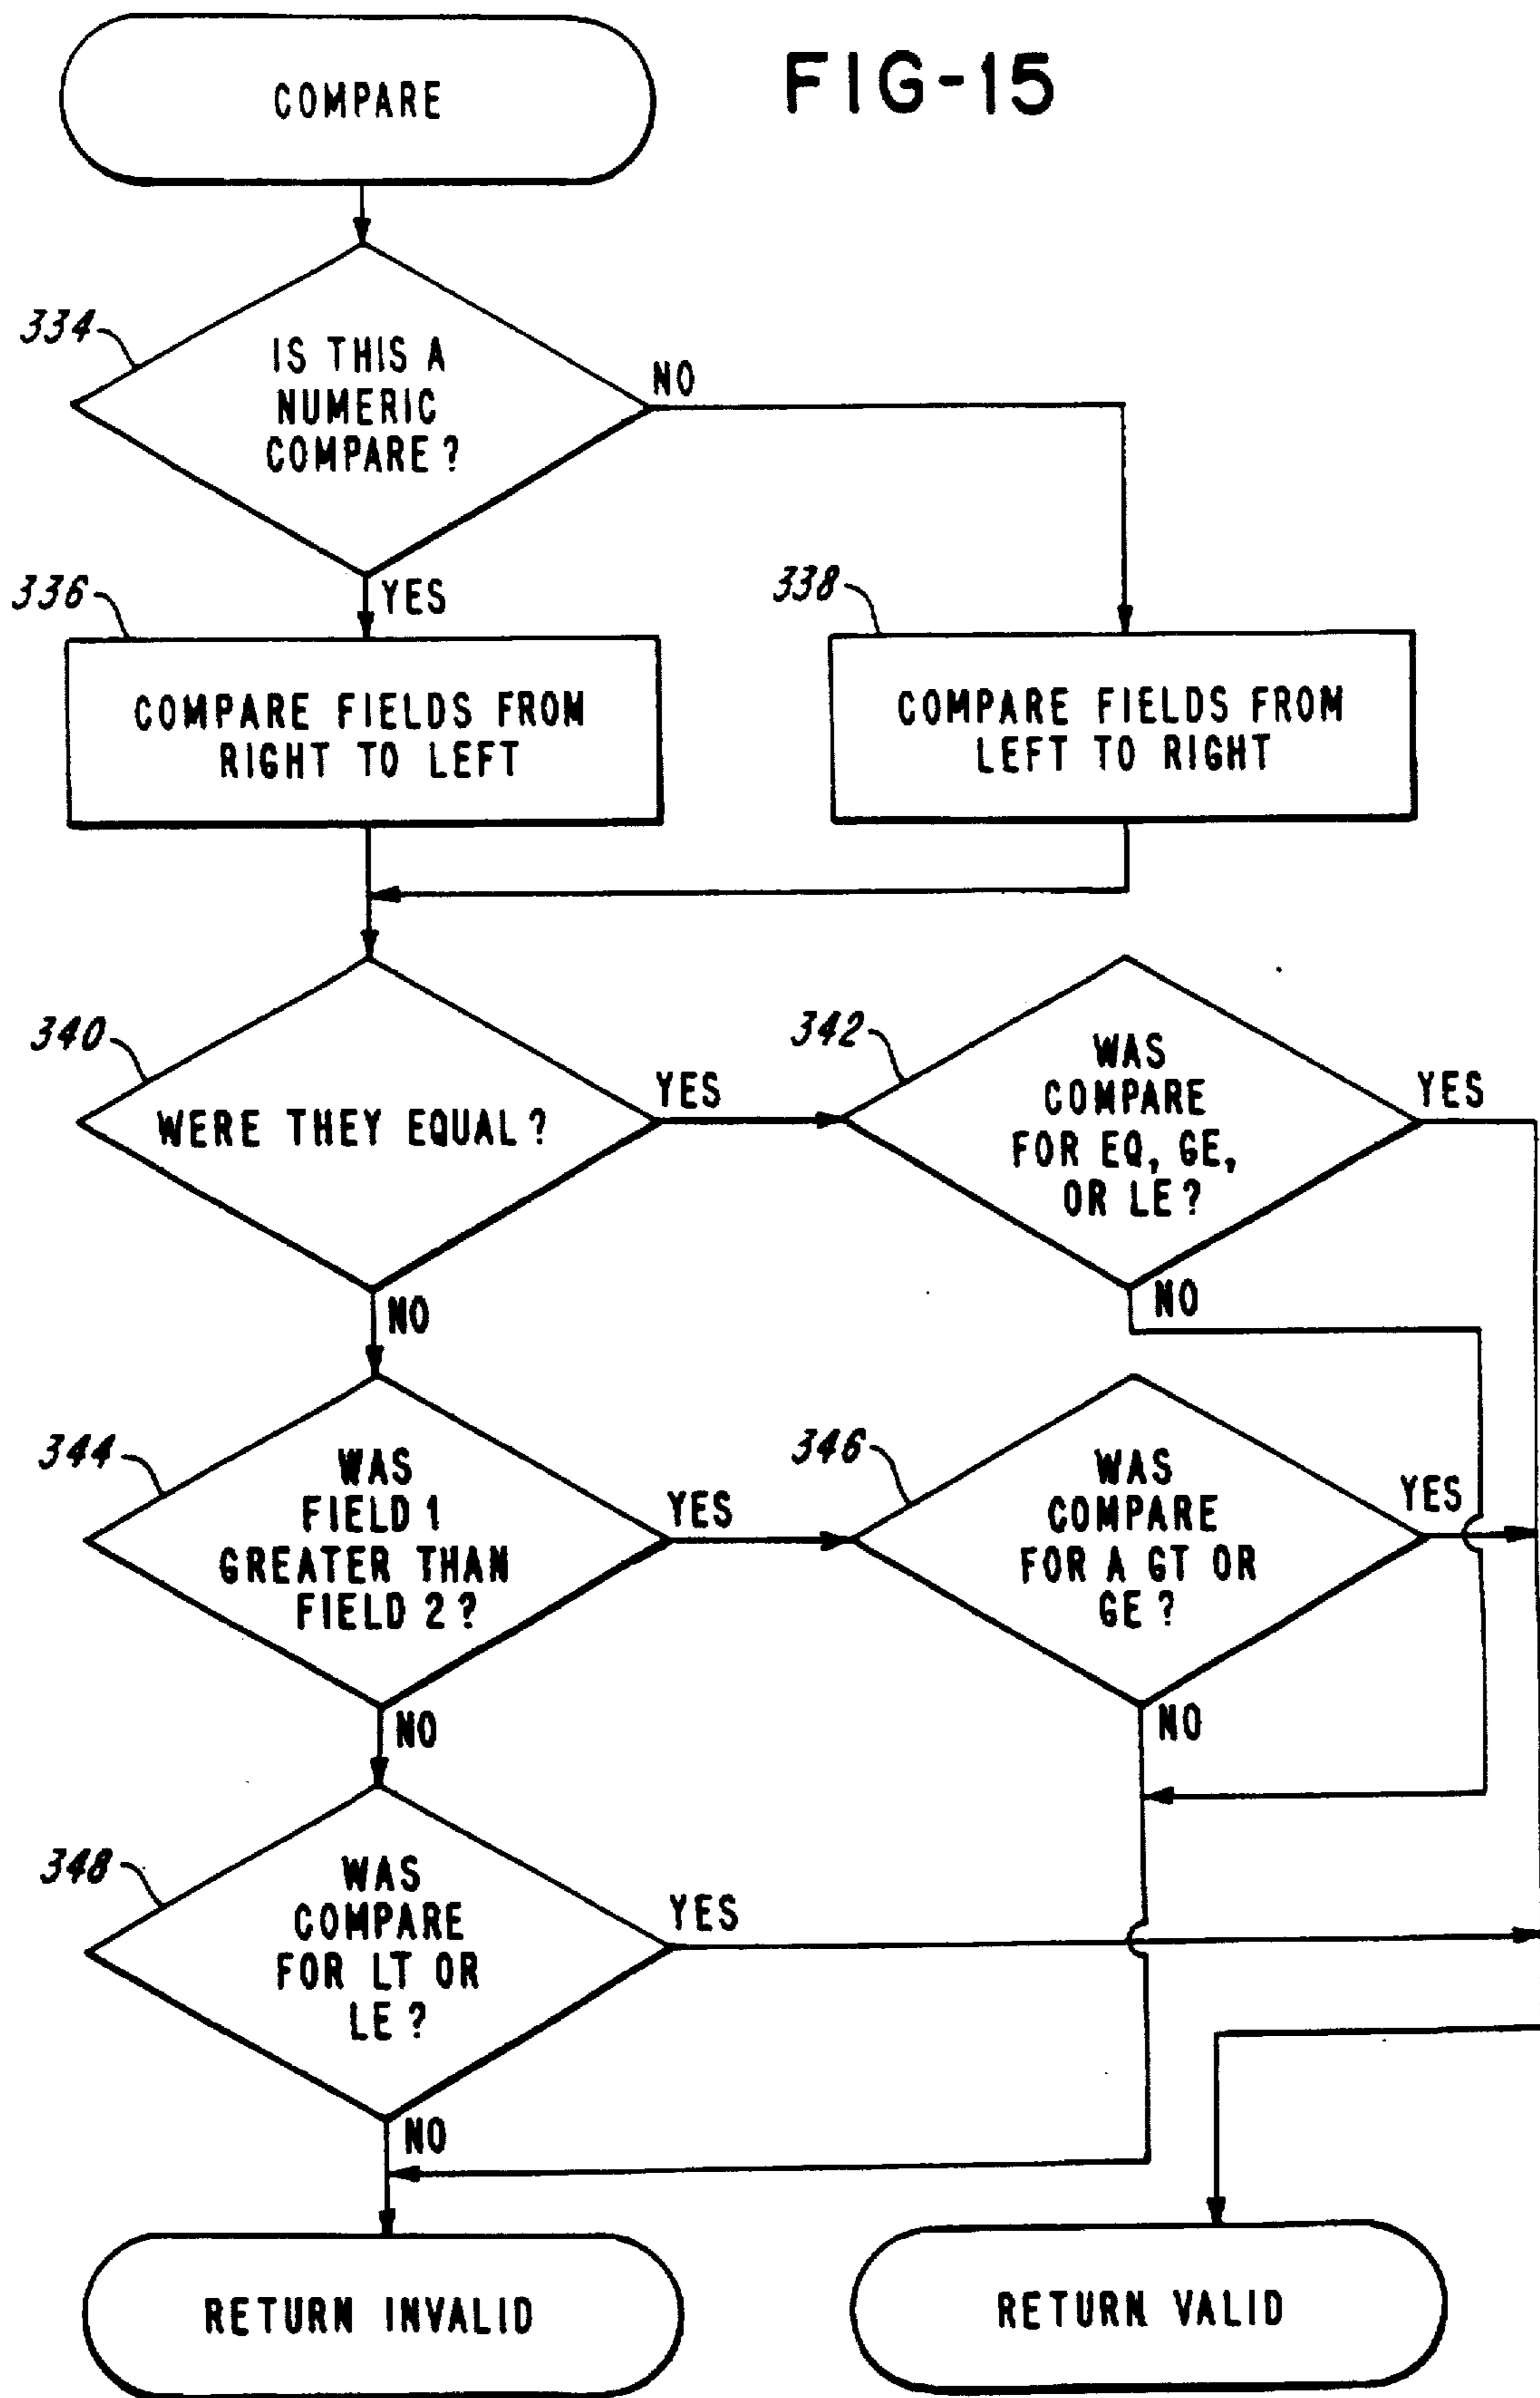 FIG-15
COMPARE
334
IS THIS A
NUMERIC
COMPARE?
NO
YES
336
COMPARE FIELDS FROM
RIGHT TO LEFT
338
COMPARE FIELDS FROM
LEFT TO RIGHT
340
WERE THEY EQUAL?
YES
NO
342
WAS
COMPARE
FOR EQ, GE,
OR LE?
YES
NO
344
WAS
FIELD 1
GREATER THAN
FIELD 2?
YES
NO
346
WAS
COMPARE
FOR A GT OR
GE?
YES
NO
348
WAS
COMPARE
FOR LT OR
LE?
YES
NO
RETURN INVALID
RETURN VALID